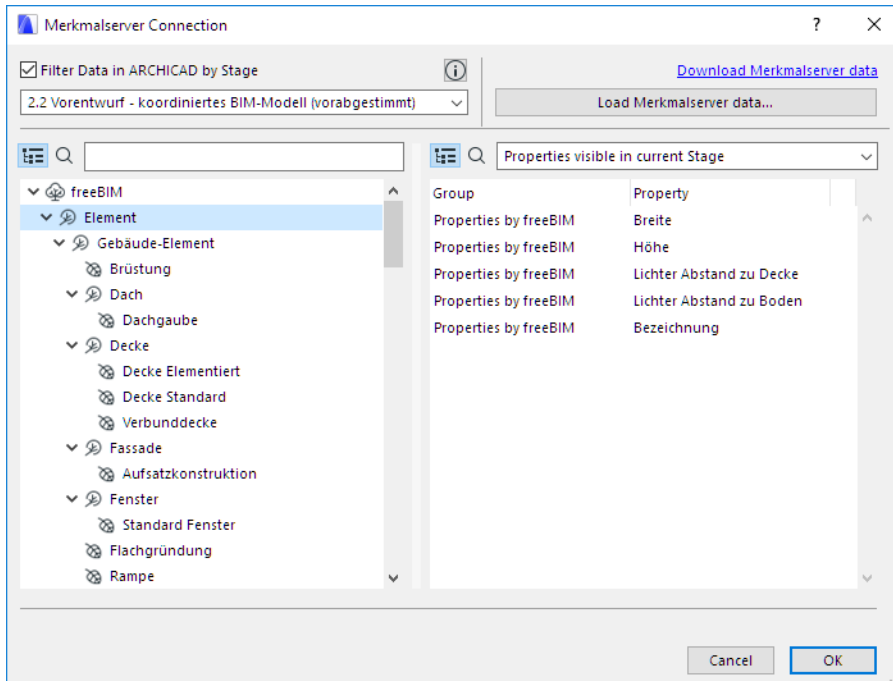 Merkmalserver Connection
Filter Data in ARCHICAD by Stage
Download Merkmalserver data
2.2 Vorentwurf - koordiniertes BIM-Modell (vorabgestimmt)
Load Merkmalserver data...
Properties visible in current Stage
freeBIM
Element
Gebäude-Element
Brüstung
Dach
Dachgaube
Decke
Decke Elementiert
Decke Standard
Verbunddecke
Fassade
Aufsatzkonstruktion
Fenster
Standard Fenster
Flachgründung
Rampe
Group Property
Properties by freeBIM Breite
Properties by freeBIM Höhe
Properties by freeBIM Lichter Abstand zu Decke
Properties by freeBIM Lichter Abstand zu Boden
Properties by freeBIM Bezeichnung
Cancel
OK